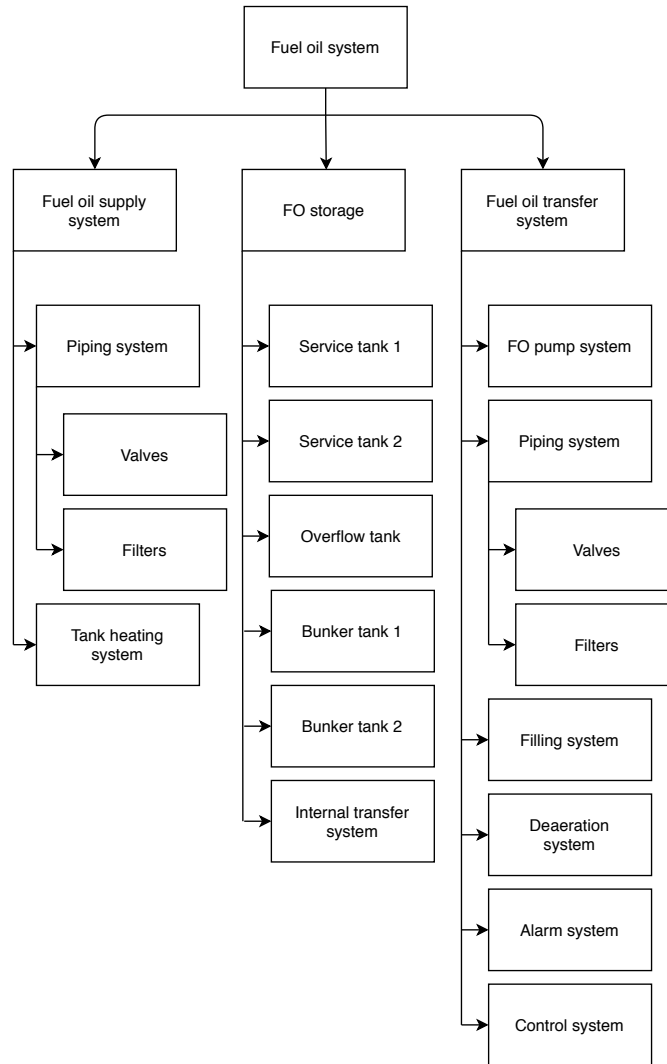 Fuel oil system
Fuel oil supply
system
FO storage
Fuel oil transfer
system
Piping system
Valves
Filters
Tank heating
system
Service tank 1
Service tank 2
Overflow tank
Bunker tank 1
Bunker tank 2
Internal transfer
system
FO pump system
Piping system
Valves
Filters
Filling system
Deaeration
system
Alarm system
Control system